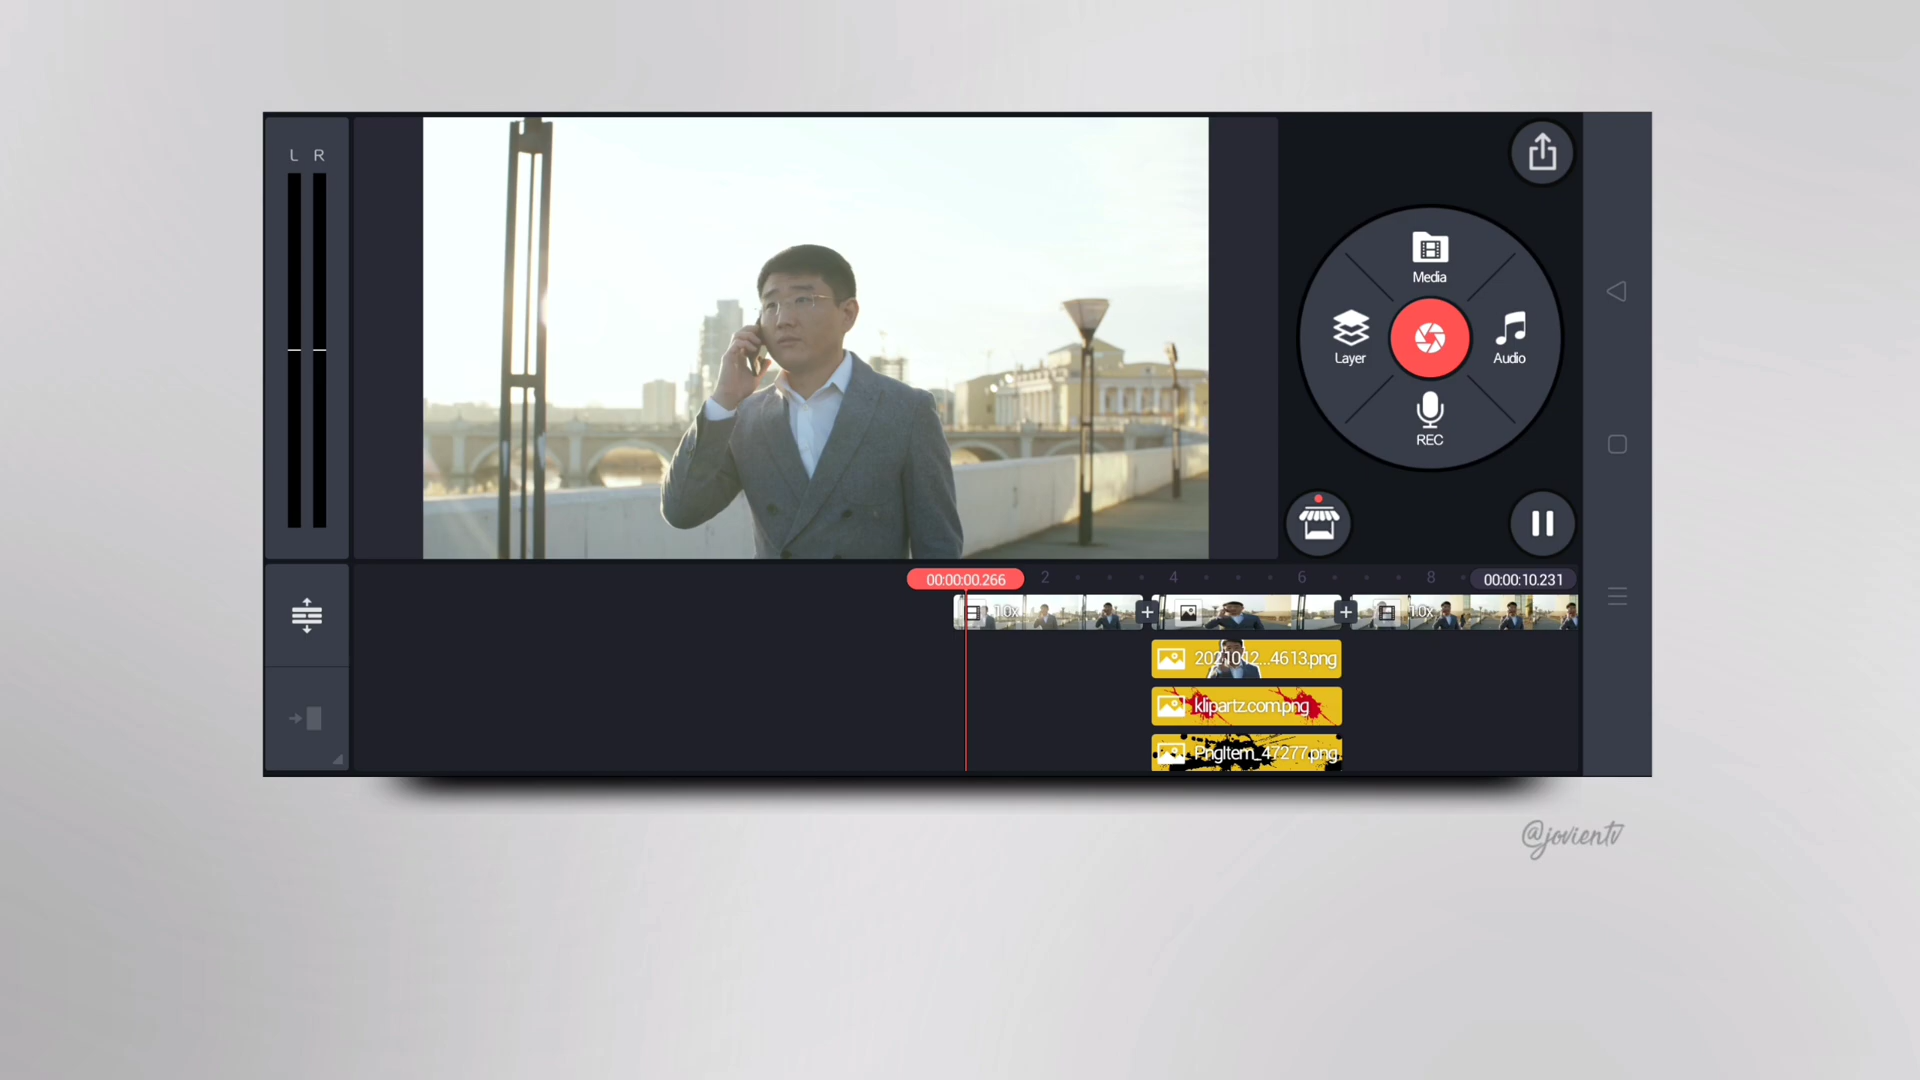 L R
Media
Layer
Audio
REC
00:00:00.266 2 4 6 8 00:00:10.231
1.0x 1.0x
2021012...4613.png
klipartz.com.png
PngItem_47277.png
@jovientv